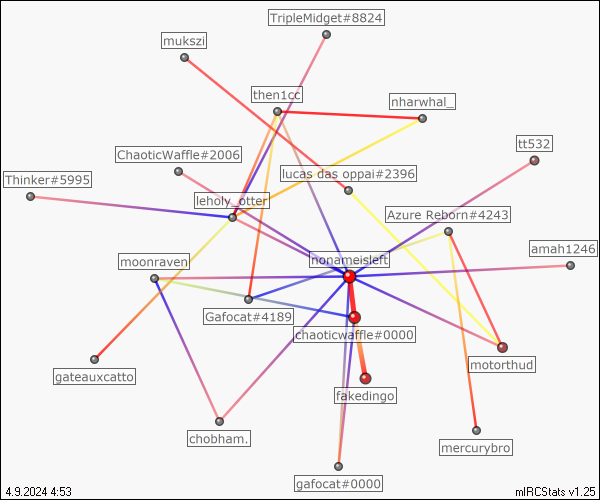 TripleMidget#8824
mukszi
then1cc
nharwhal_
tt532
ChaoticWaffle#2006
lucas das oppai#2396
Thinker#5995
leholy_otter
Azure Reborn#4243
amah1246
nonameisleft
moonraven
Gafocat#4189
chaoticwaffle#0000
motorthud
gateauxcatto
fakedingo
chobham.
mercurybro
gafocat#0000
4.9.2024 4:53
mIRCStats v1.25